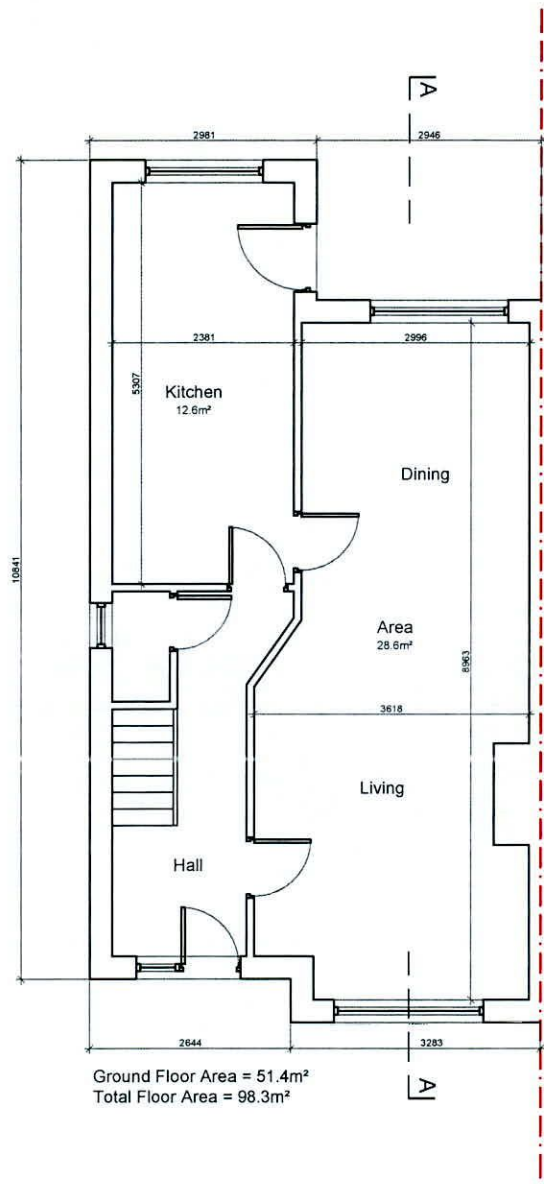 A
2981
2946
2381
2996
5307
Kitchen
12.6m²
Dining
10841
Area
28.6m²
8963
3618
Living
Hall
2644
3283
A
Ground Floor Area = 51.4m²
Total Floor Area = 98.3m²